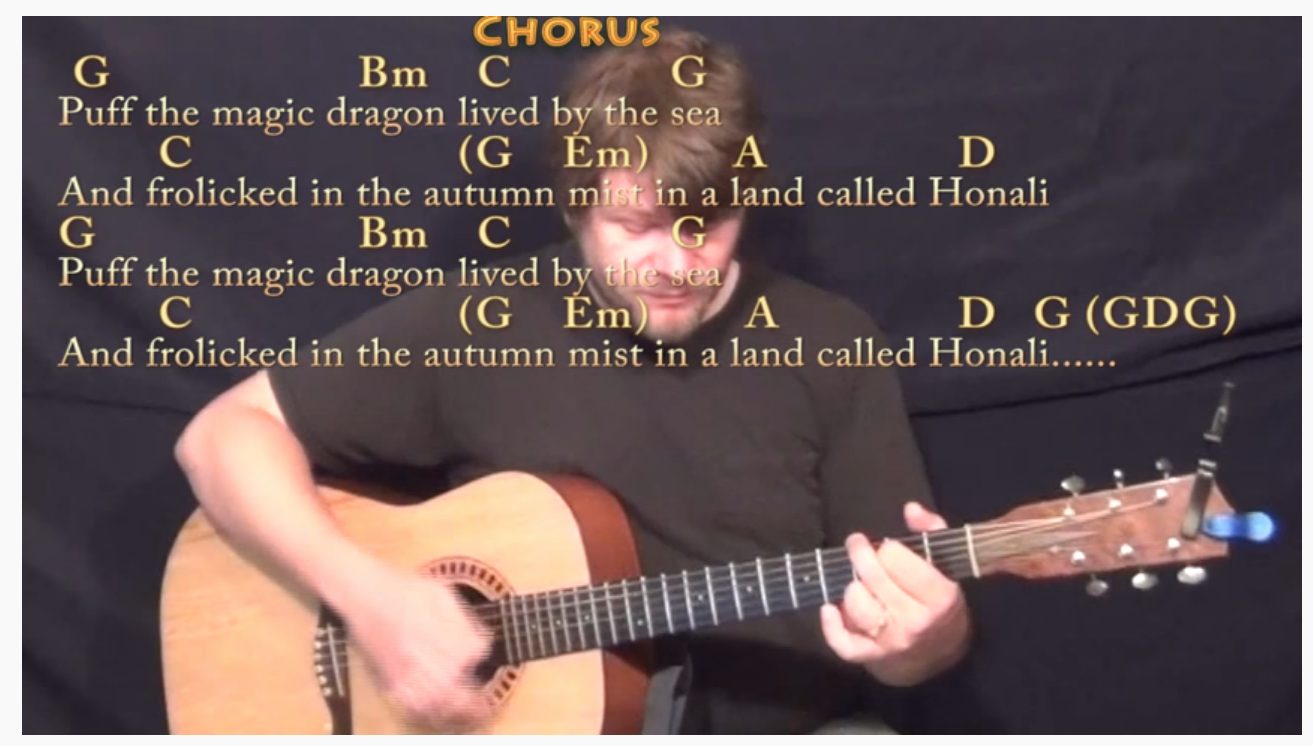 CHORUS
G Bm C G
Puff the magic dragon lived by the sea
C (G Em) A D
And frolicked in the autumn mist in a land called Honali
G Bm C G
Puff the magic dragon lived by the sea
C (G Em) A D G (GDG)
And frolicked in the autumn mist in a land called Honali......